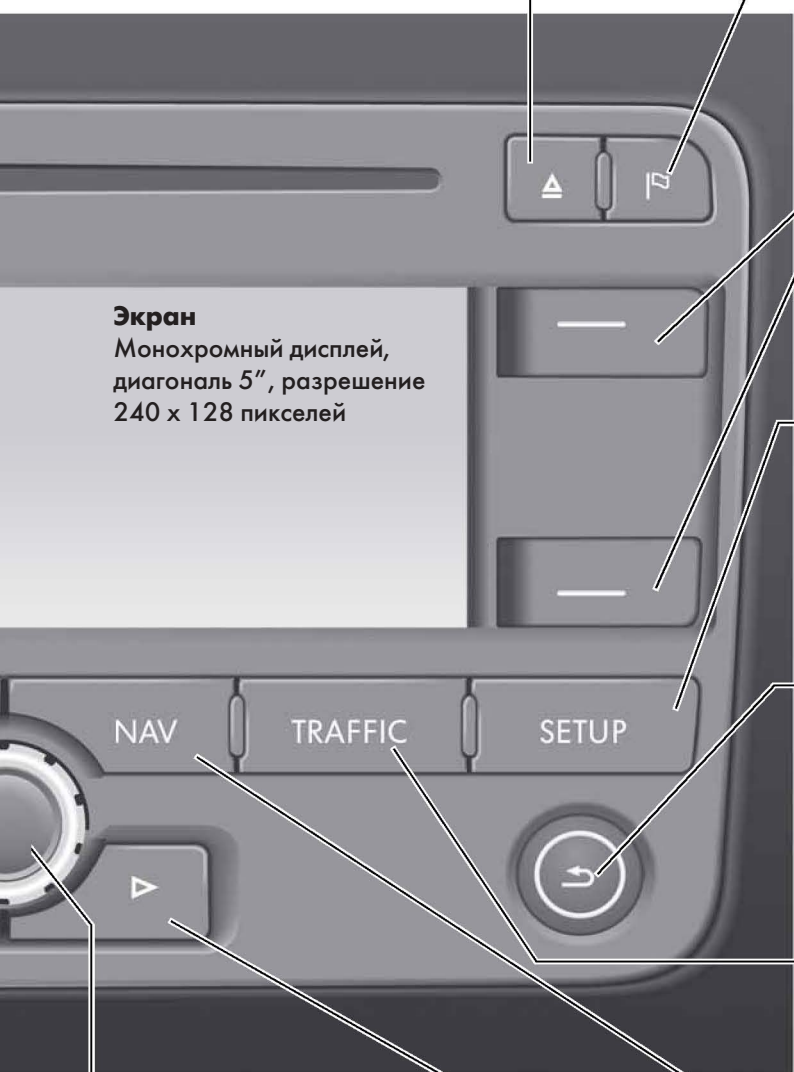 Экран
Монохромный дисплей,
диагональ 5”, разрешение
240 x 128 пикселей
NAV TRAFFIC SETUP